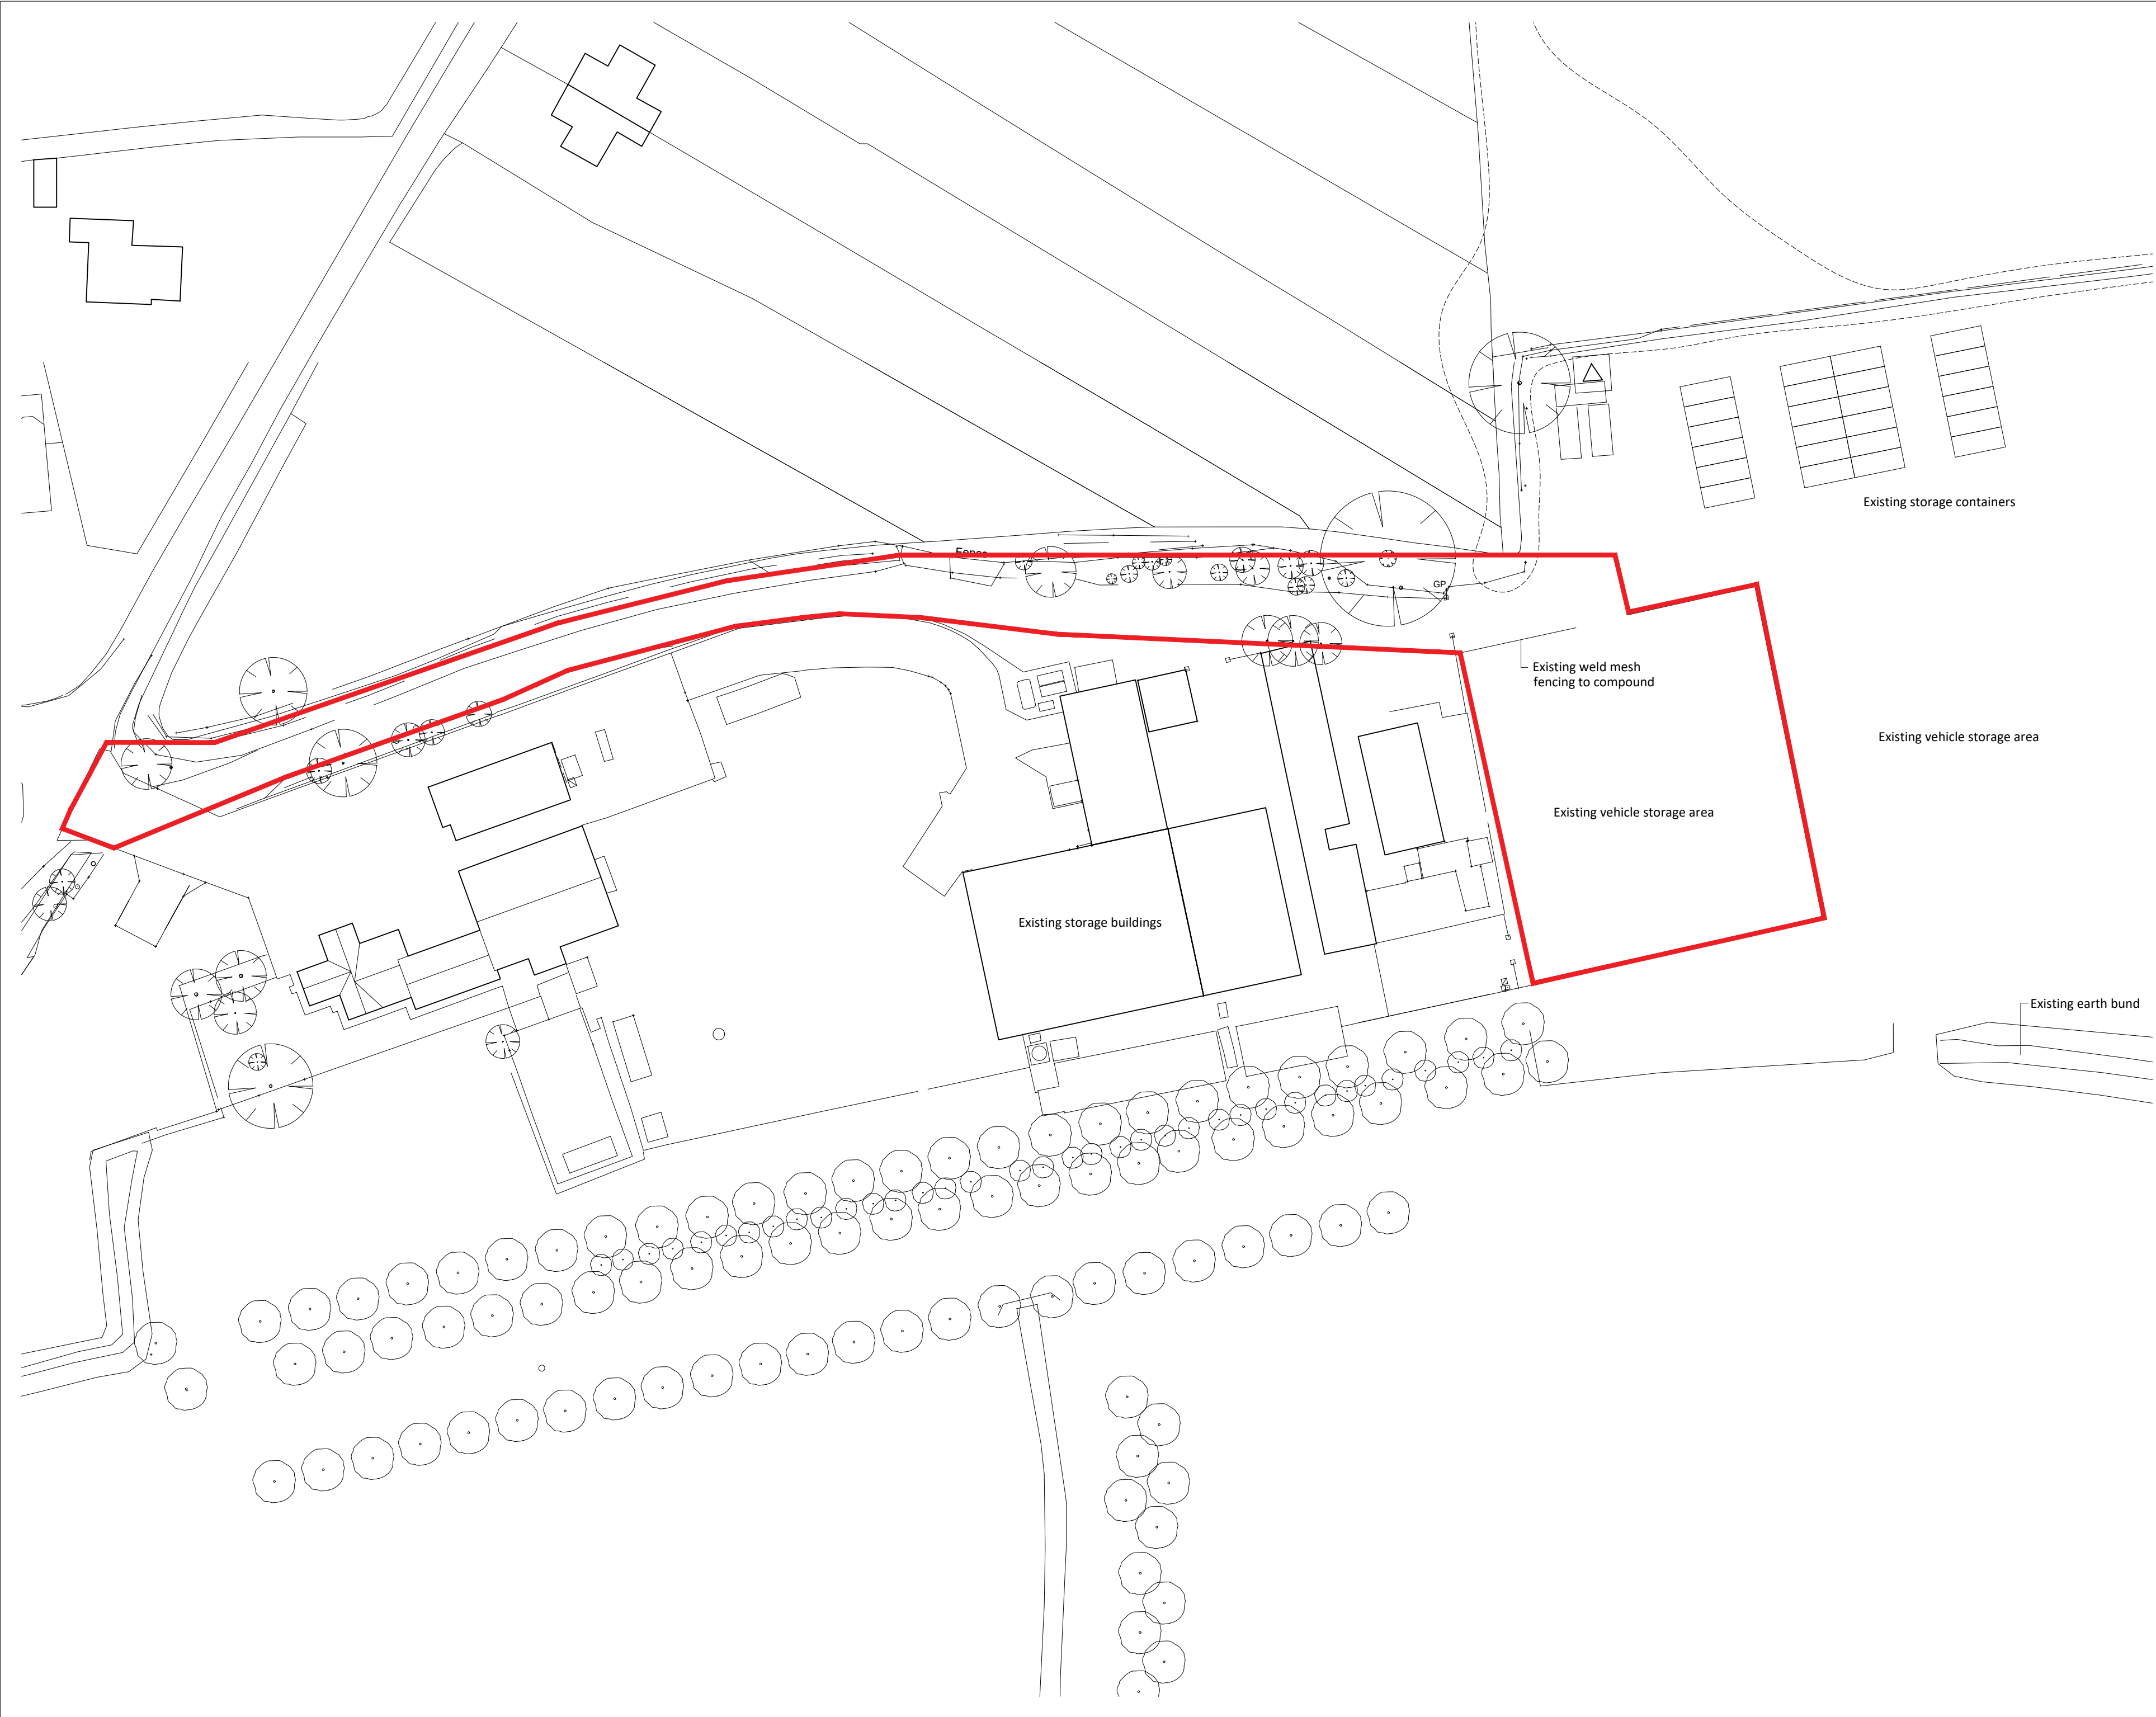 Existing storage containers
Fence
GP
Existing weld mesh
fencing to compound
Existing vehicle storage area
Existing vehicle storage area
Existing storage buildings
Existing earth bund